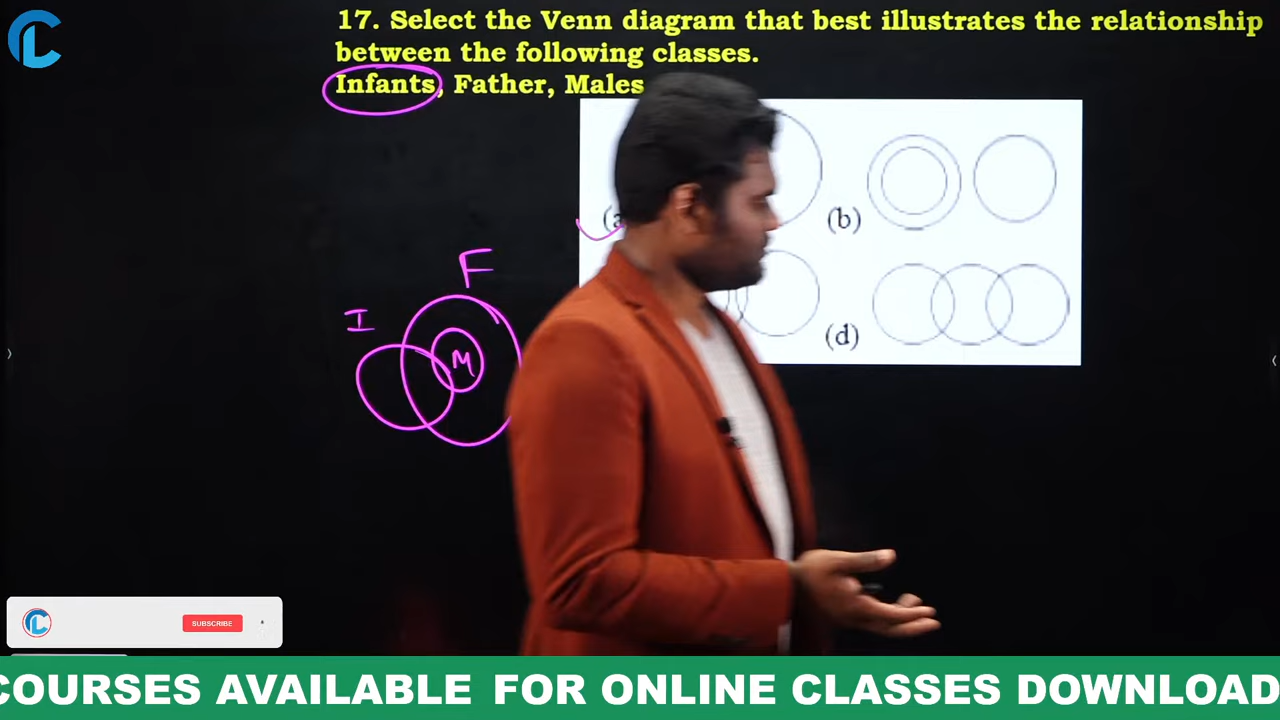 17. Select the Venn diagram that best illustrates the relationship
between the following classes.
Infants, Father, Males
(b)
(d)
F
I
M
SUBSCRIBE
COURSES AVAILABLE FOR ONLINE CLASSES DOWNLOAD